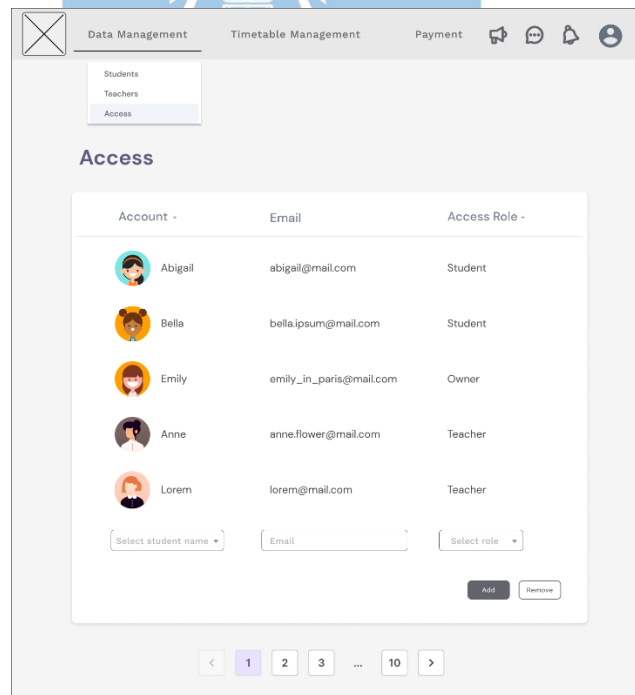 Data Management Timetable Management Payment
Students
Teachers
Access
Access
Account Email Access Role
Abigail abigail@mail.com Student
Bella bella.ipsum@mail.com Student
Emily emily_in_paris@mail.com Owner
Anne anne.flower@mail.com Teacher
Lorem lorem@mail.com Teacher
Select student name Email Select role
Add Remove
< 1 2 3 ... 10 >